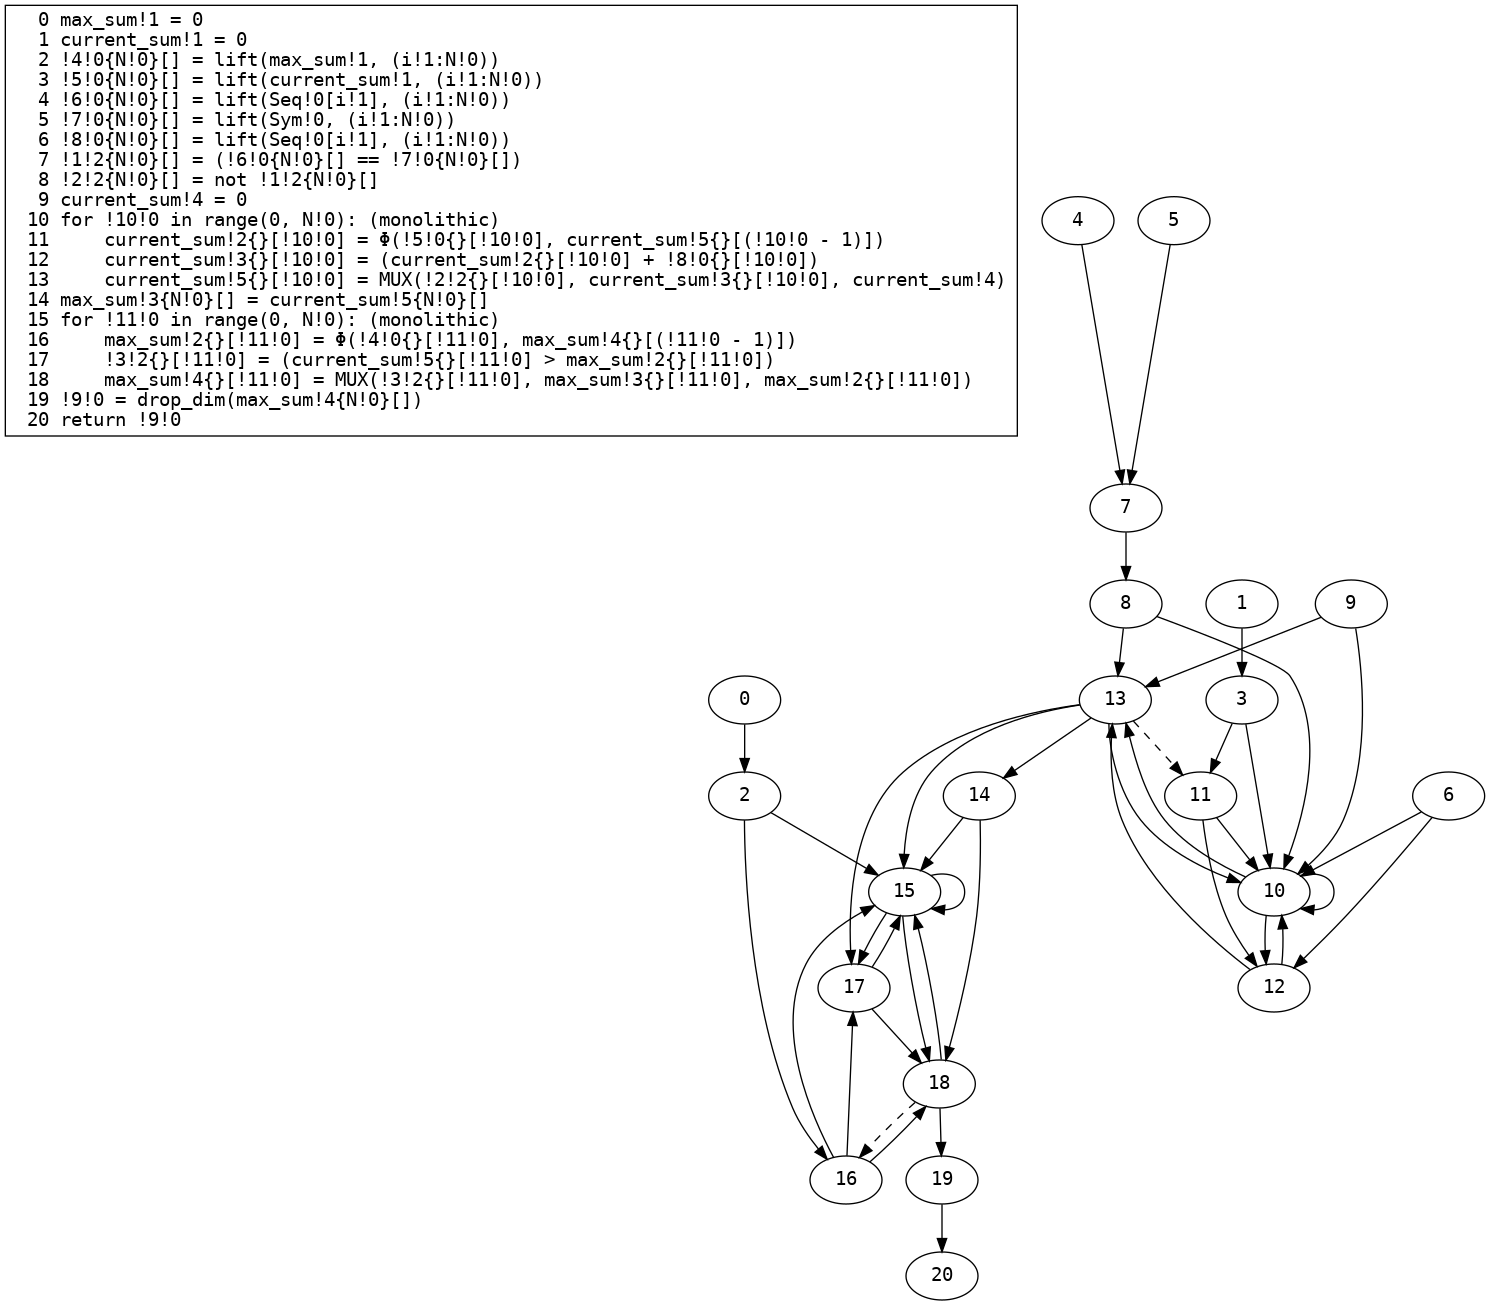 0 max_sum!1 = 0
1 current_sum!1 = 0
2 !4!0{N!0}[] = lift(max_sum!1, (i!1:N!0))
3 !5!0{N!0}[] = lift(current_sum!1, (i!1:N!0))
4 !6!0{N!0}[] = lift(Seq!0[i!1], (i!1:N!0))
5 !7!0{N!0}[] = lift(Sym!0, (i!1:N!0))
6 !8!0{N!0}[] = lift(Seq!0[i!1], (i!1:N!0))
7 !1!2{N!0}[] = (!6!0{N!0}[] == !7!0{N!0}[])
8 !2!2{N!0}[] = not !1!2{N!0}[]
9 current_sum!4 = 0
10 for !10!0 in range(0, N!0): (monolithic)
11     current_sum!2{}[!10!0] = Φ(!5!0{}[!10!0], current_sum!5{}[(!10!0 - 1)])
12     current_sum!3{}[!10!0] = (current_sum!2{}[!10!0] + !8!0{}[!10!0])
13     current_sum!5{}[!10!0] = MUX(!2!2{}[!10!0], current_sum!3{}[!10!0], current_sum!4)
14 max_sum!3{N!0}[] = current_sum!5{N!0}[]
15 for !11!0 in range(0, N!0): (monolithic)
16     max_sum!2{}[!11!0] = Φ(!4!0{}[!11!0], max_sum!4{}[(!11!0 - 1)])
17     !3!2{}[!11!0] = (current_sum!5{}[!11!0] > max_sum!2{}[!11!0])
18     max_sum!4{}[!11!0] = MUX(!3!2{}[!11!0], max_sum!3{}[!11!0], max_sum!2{}[!11!0])
19 !9!0 = drop_dim(max_sum!4{N!0}[])
20 return !9!0
4 5
7
8 1 9
0 13 3
2 14 11 6
15 10
17 12
18
16 19
20